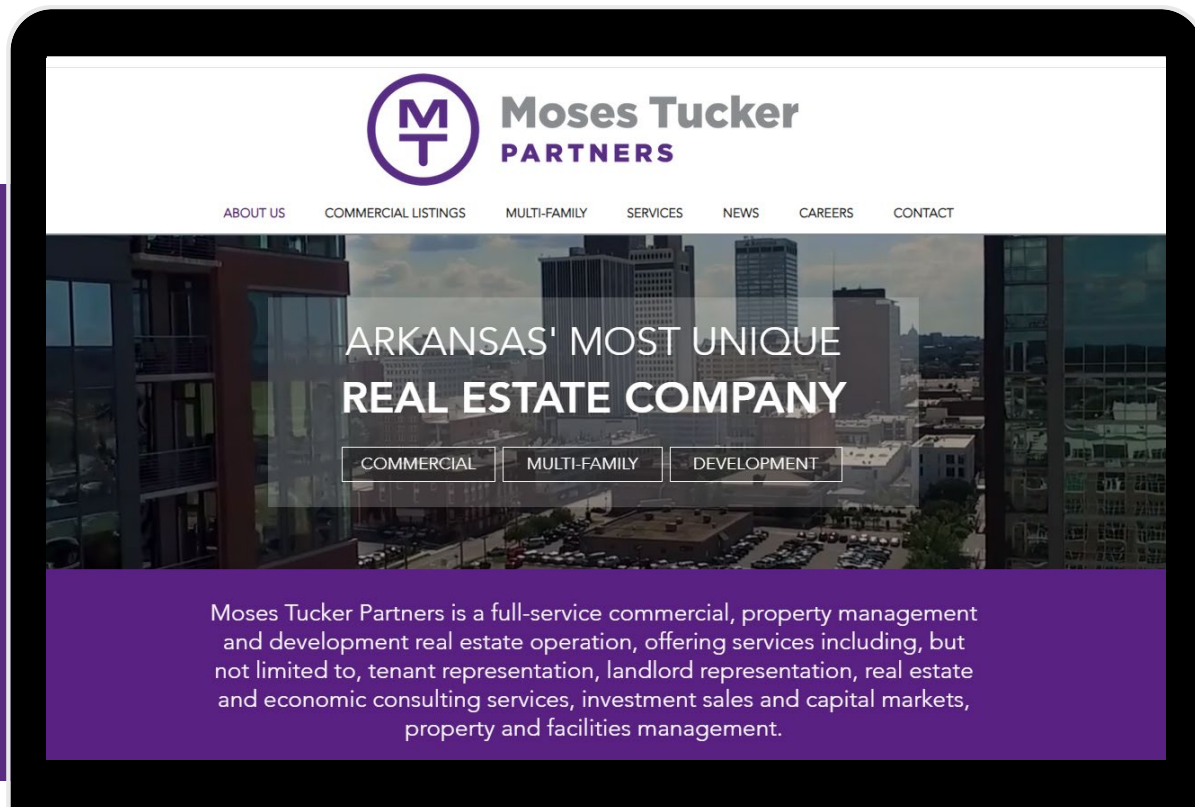 MT
Moses Tucker
PARTNERS
ABOUT US COMMERCIAL LISTINGS MULTI-FAMILY SERVICES NEWS CAREERS CONTACT
ARKANSAS' MOST UNIQUE
REAL ESTATE COMPANY
COMMERCIAL MULTI-FAMILY DEVELOPMENT
Moses Tucker Partners is a full-service commercial, property management
and development real estate operation, offering services including, but
not limited to, tenant representation, landlord representation, real estate
and economic consulting services, investment sales and capital markets,
property and facilities management.